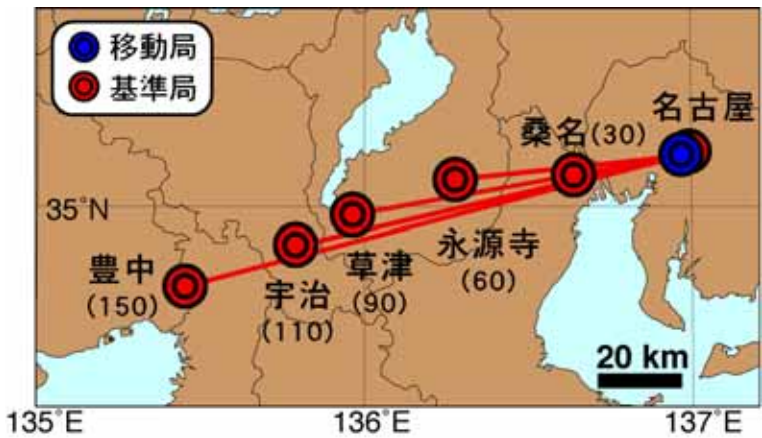 移動局
基準局
名古屋
桑名(30)
35°N
永源寺
(60)
草津
(90)
宇治
(110)
豊中
(150)
20 km
135°E
136°E
137°E